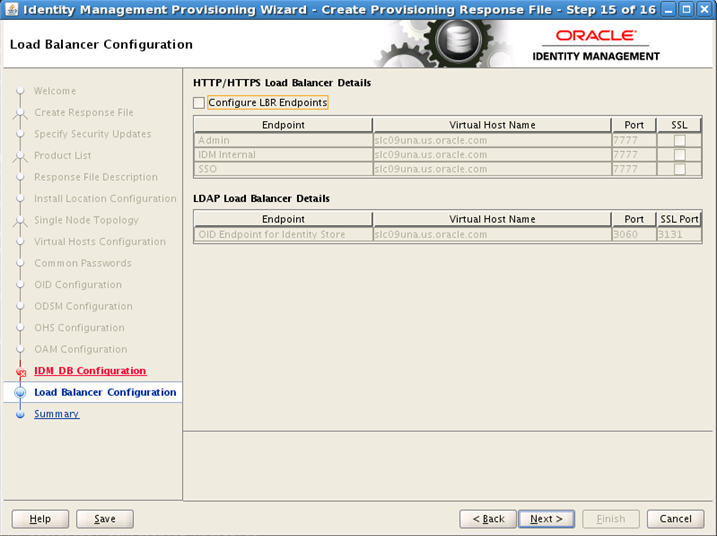 Identity Management Provisioning Wizard - Create Provisioning Response File - Step 15 of 16
Load Balancer Configuration
ORACLE
IDENTITY MANAGEMENT
Welcome
Create Response File
Specify Security Updates
Product List
Response File Description
Install Location Configuration
Single Node Topology
Virtual Hosts Configuration
Common Passwords
OID Configuration
ODSM Configuration
OHS Configuration
OAM Configuration
IDM DB Configuration
Load Balancer Configuration
Summary
HTTP/HTTPS Load Balancer Details
Configure LBR Endpoints
Endpoint Virtual Host Name Port SSL
Admin slc09una.us.oracle.com 7777
IDM Internal slc09una.us.oracle.com 7777
SSO slc09una.us.oracle.com 7777
LDAP Load Balancer Details
Endpoint Virtual Host Name Port SSL Port
OID Endpoint for Identity Store slc09una.us.oracle.com 3060 3131
Help Save < Back Next > Finish Cancel